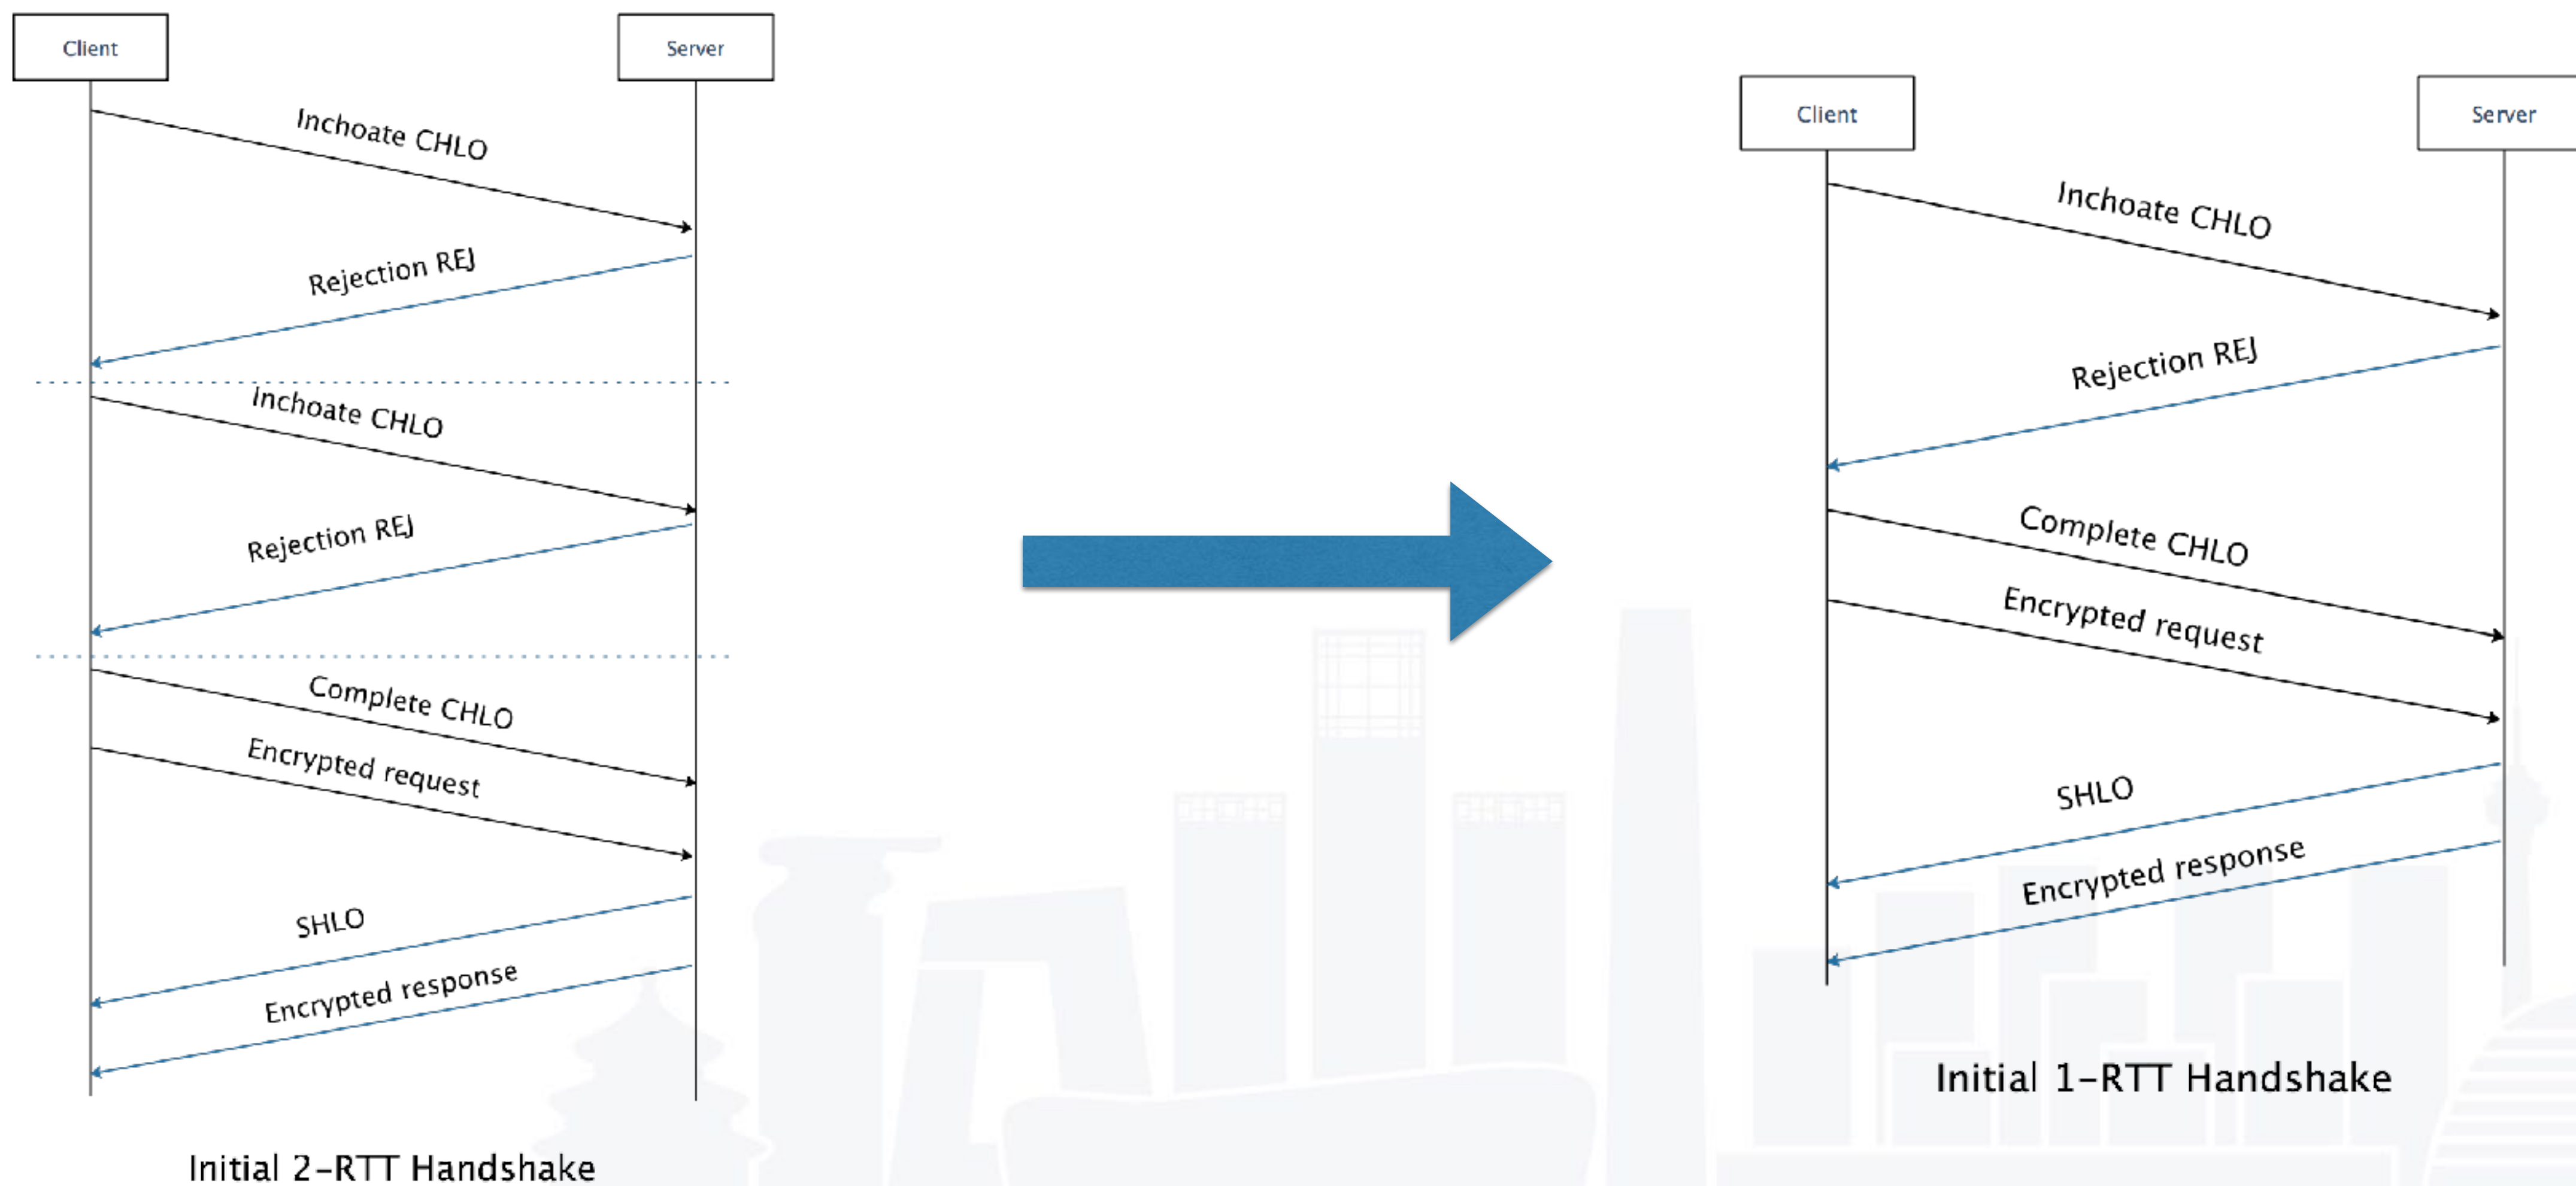 Client
Server
Inchoate CHLO
Rejection REJ
Inchoate CHLO
Rejection REJ
Complete CHLO
Encrypted request
SHLO
Encrypted response
Initial 2-RTT Handshake
Client
Server
Inchoate CHLO
Rejection REJ
Complete CHLO
Encrypted request
SHLO
Encrypted response
Initial 1-RTT Handshake